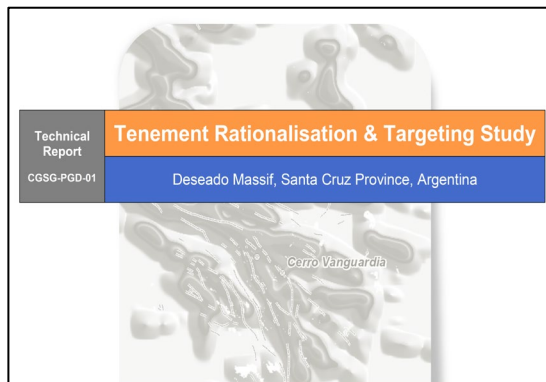 Technical
Report
CGSG-PGD-01
Tenement Rationalisation & Targeting Study
Deseado Massif, Santa Cruz Province, Argentina
Cerro Vanguardia